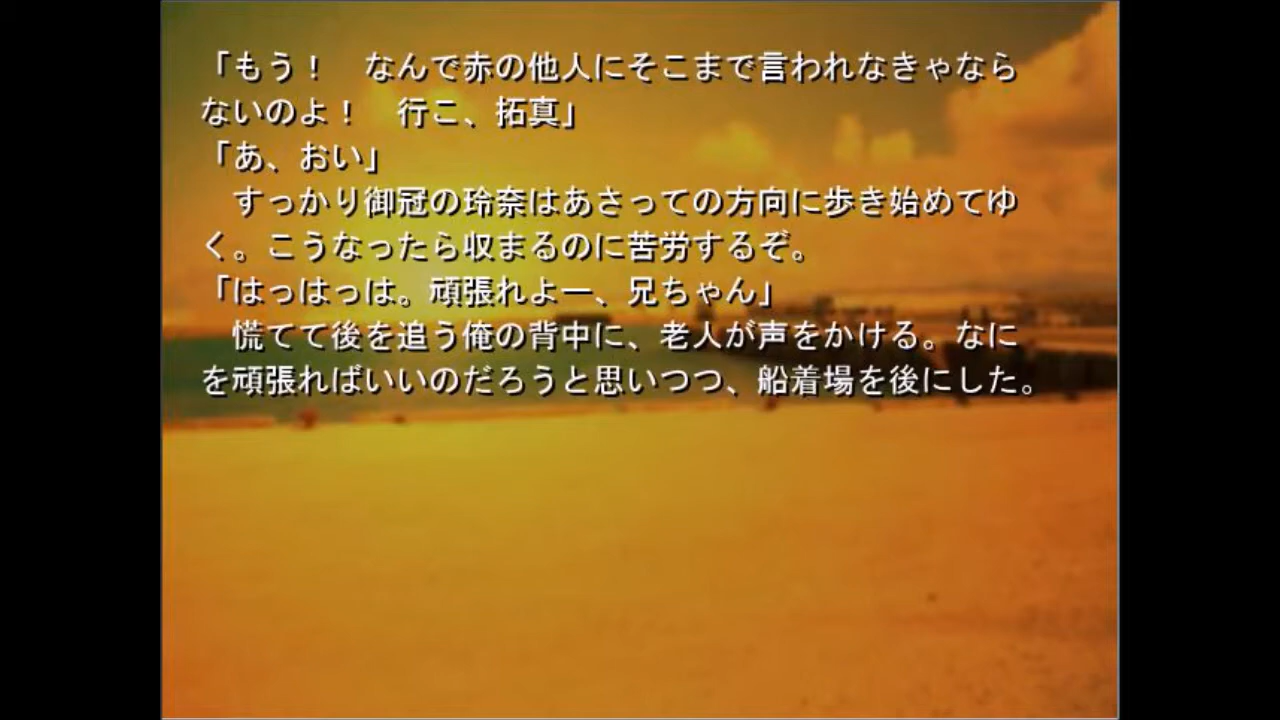 「もう！　なんで赤の他人にそこまで言われなきゃなら
ないのよ！　行こ、拓真」
「あ、おい」
　すっかり御冠の玲奈はあさっての方向に歩き始めてゆ
く。こうなったら収まるのに苦労するぞ。
「はっはっは。頑張れよー、兄ちゃん」
　慌てて後を追う俺の背中に、老人が声をかける。なに
を頑張ればいいのだろうと思いつつ、船着場を後にした。